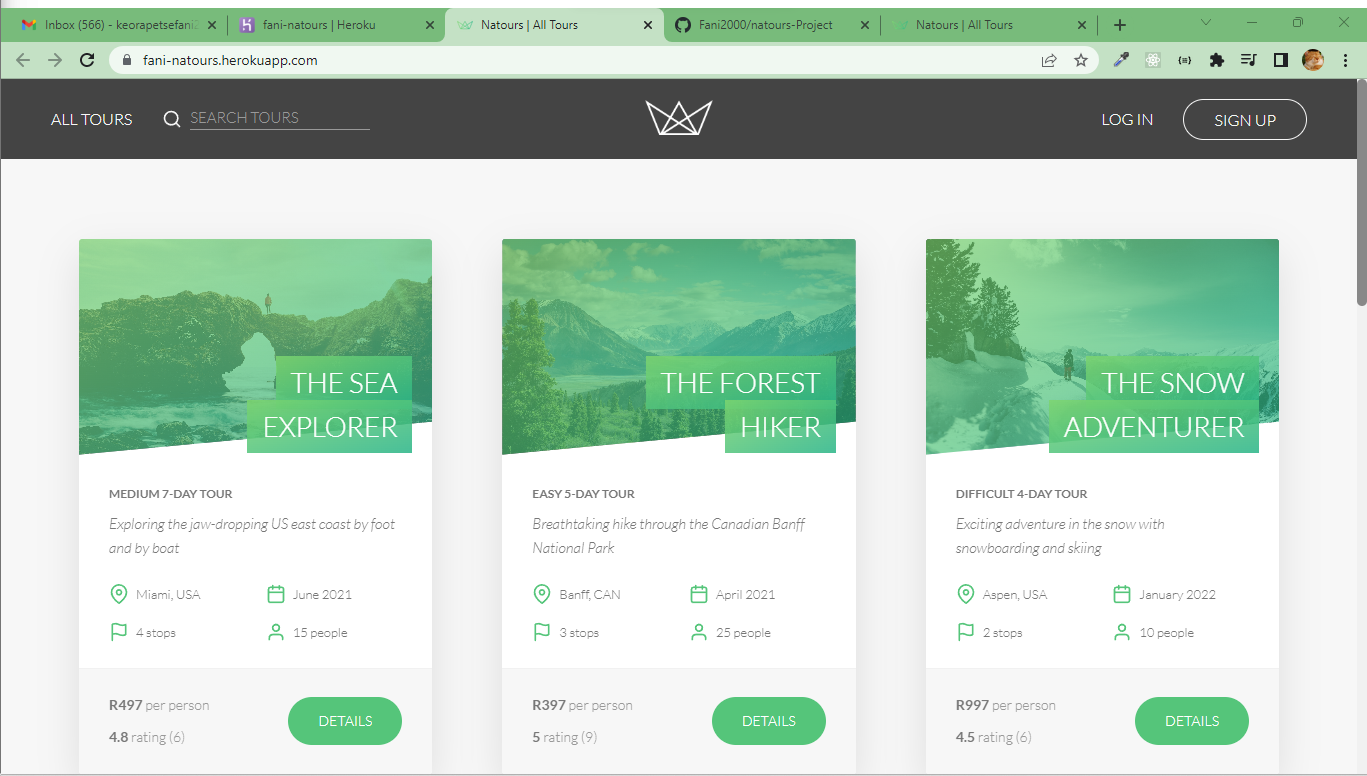 Inbox (566) - keorapetsefani2
fani-natours | Heroku
Natours | All Tours
Fani2000/natours-Project
Natours | All Tours
fani-natours.herokuapp.com
ALL TOURS
SEARCH TOURS
LOG IN
SIGN UP
THE SEA
EXPLORER
MEDIUM 7-DAY TOUR
Exploring the jaw-dropping US east coast by foot
and by boat
Miami, USA
June 2021
4 stops
15 people
R497 per person
4.8 rating (6)
DETAILS
THE FOREST
HIKER
EASY 5-DAY TOUR
Breathtaking hike through the Canadian Banff
National Park
Banff, CAN
April 2021
3 stops
25 people
R397 per person
5 rating (9)
DETAILS
THE SNOW
ADVENTURER
DIFFICULT 4-DAY TOUR
Exciting adventure in the snow with
snowboarding and skiing
Aspen, USA
January 2022
2 stops
10 people
R997 per person
4.5 rating (6)
DETAILS